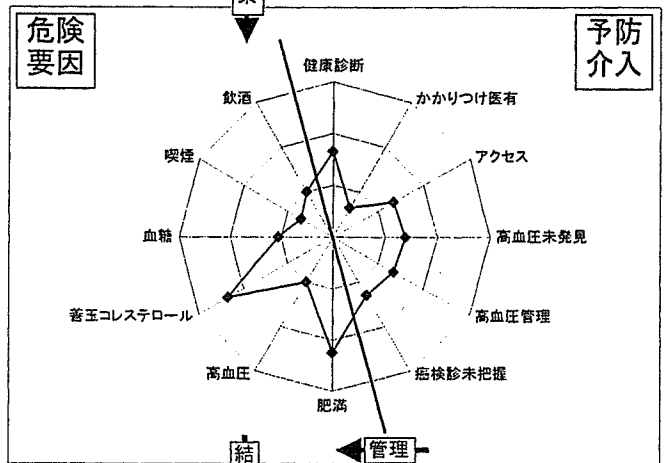 危険
要因
予防
介入
健康診断
飲酒
かかりつけ医有
喫煙
アクセス
血糖
高血圧未発見
善玉コレステロール
高血圧管理
高血圧
癌検診未把握
肥満
結
管理